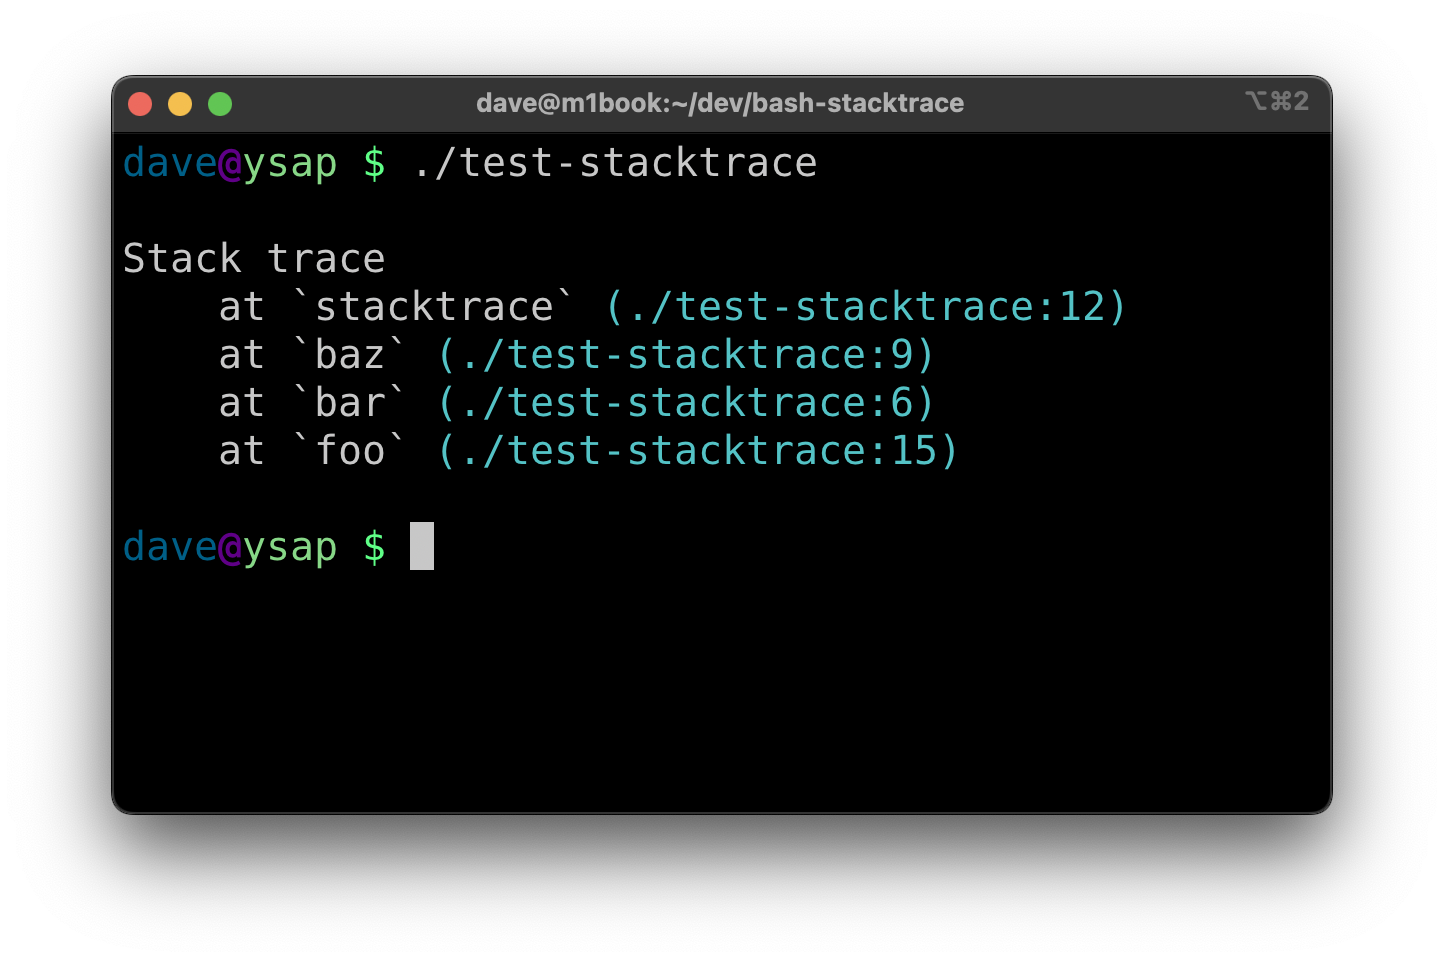 dave@m1book:~/dev/bash-stacktrace ⌥⌘2
dave@ysap $ ./test-stacktrace
Stack trace
    at `stacktrace` (./test-stacktrace:12)
    at `baz` (./test-stacktrace:9)
    at `bar` (./test-stacktrace:6)
    at `foo` (./test-stacktrace:15)
dave@ysap $